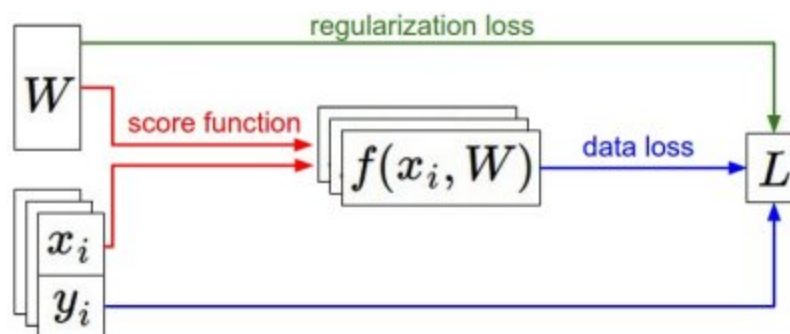 regularization loss
W
score function
f(x_i, W)
data loss
L
x_i
y_i